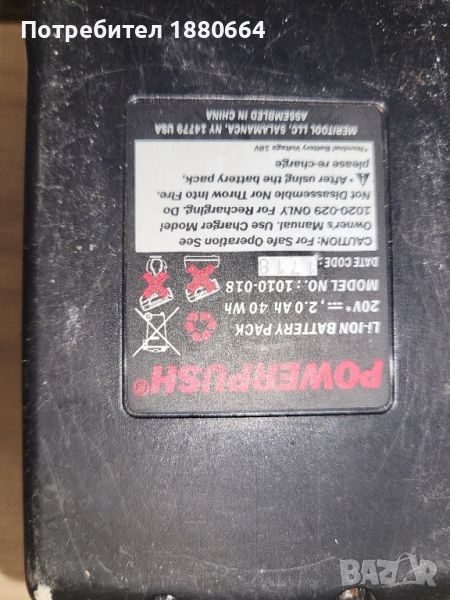 Потребител 1880664
POWERPUSH®
LI-ION BATTERY PACK
20V*⎓, 2.0 Ah 40 Wh
MODEL NO.: 1010-018
DATE CODE: 1718
CAUTION: For Safe Operation See
Owner's Manual. Use Charger Model
1020-029 ONLY For Recharging. Do
Not Disassemble Nor Throw Into Fire.
* After using the battery pack,
please re-charge
*Nominal Battery Voltage 18V
MERITOOL LLC, SALAMANCA, NY 14779 USA
ASSEMBLED IN CHINA
BAZAR